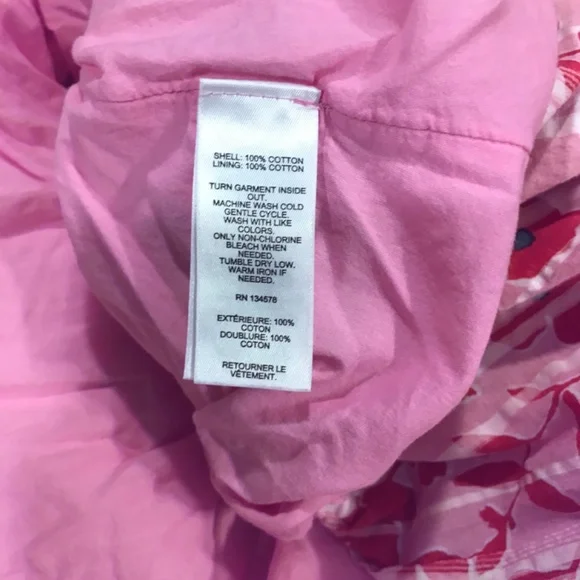 SHELL: 100% COTTON
LINING: 100% COTTON
TURN GARMENT INSIDE
OUT.
MACHINE WASH COLD
GENTLE CYCLE.
WASH WITH LIKE
COLORS.
ONLY NON-CHLORINE
BLEACH WHEN
NEEDED.
TUMBLE DRY LOW.
WARM IRON IF
NEEDED.
RN 134578
EXTÉRIEURE: 100%
COTON
DOUBLURE: 100%
COTON
RETOURNER LE
VÊTEMENT.